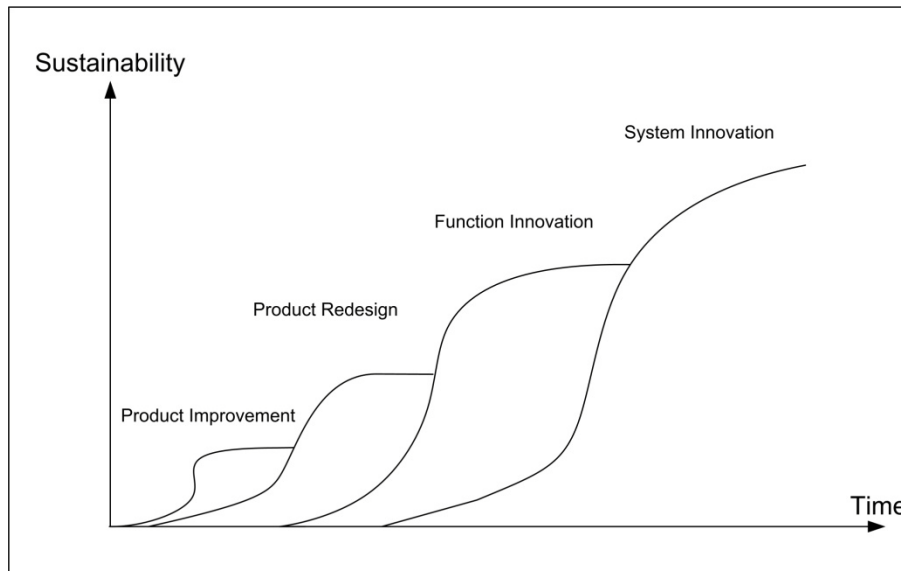 Sustainability
System Innovation
Function Innovation
Product Redesign
Product Improvement
Time